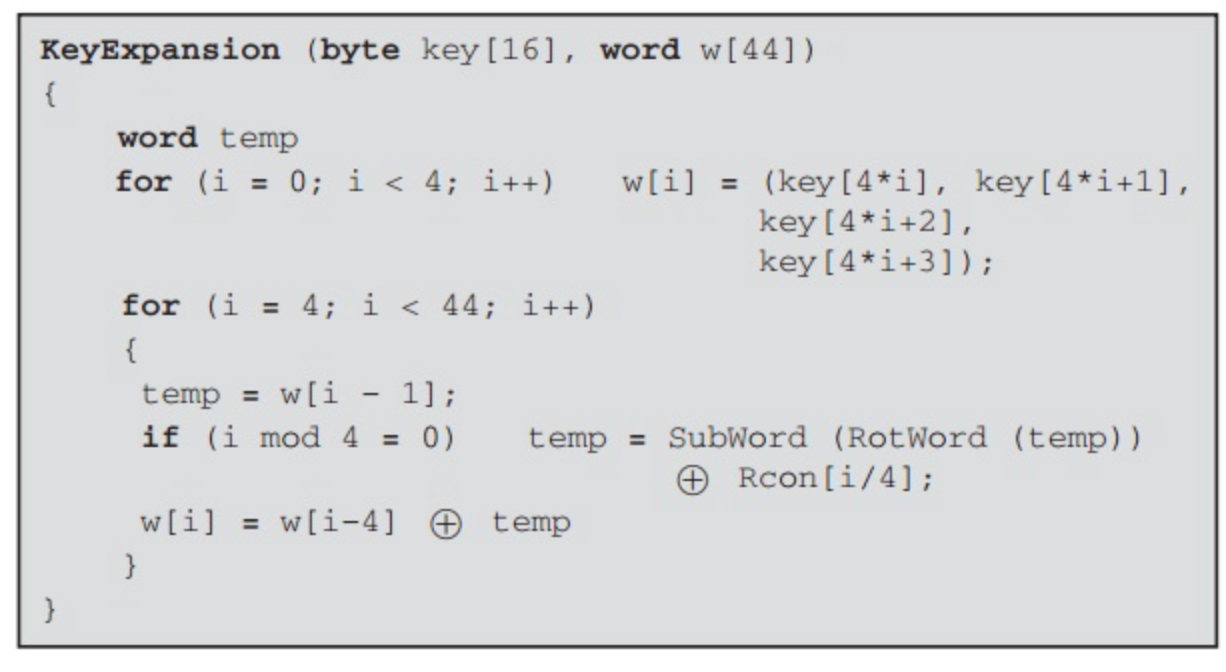 KeyExpansion (byte key[16], word w[44])
{
word temp
for (i = 0; i < 4; i++) w[i] = (key[4*i], key[4*i+1],
key[4*i+2],
key[4*i+3]);
for (i = 4; i < 44; i++)
{
temp = w[i − 1];
if (i mod 4 = 0) temp = SubWord (RotWord (temp))
⊕ Rcon[i/4];
w[i] = w[i−4] ⊕ temp
}
}